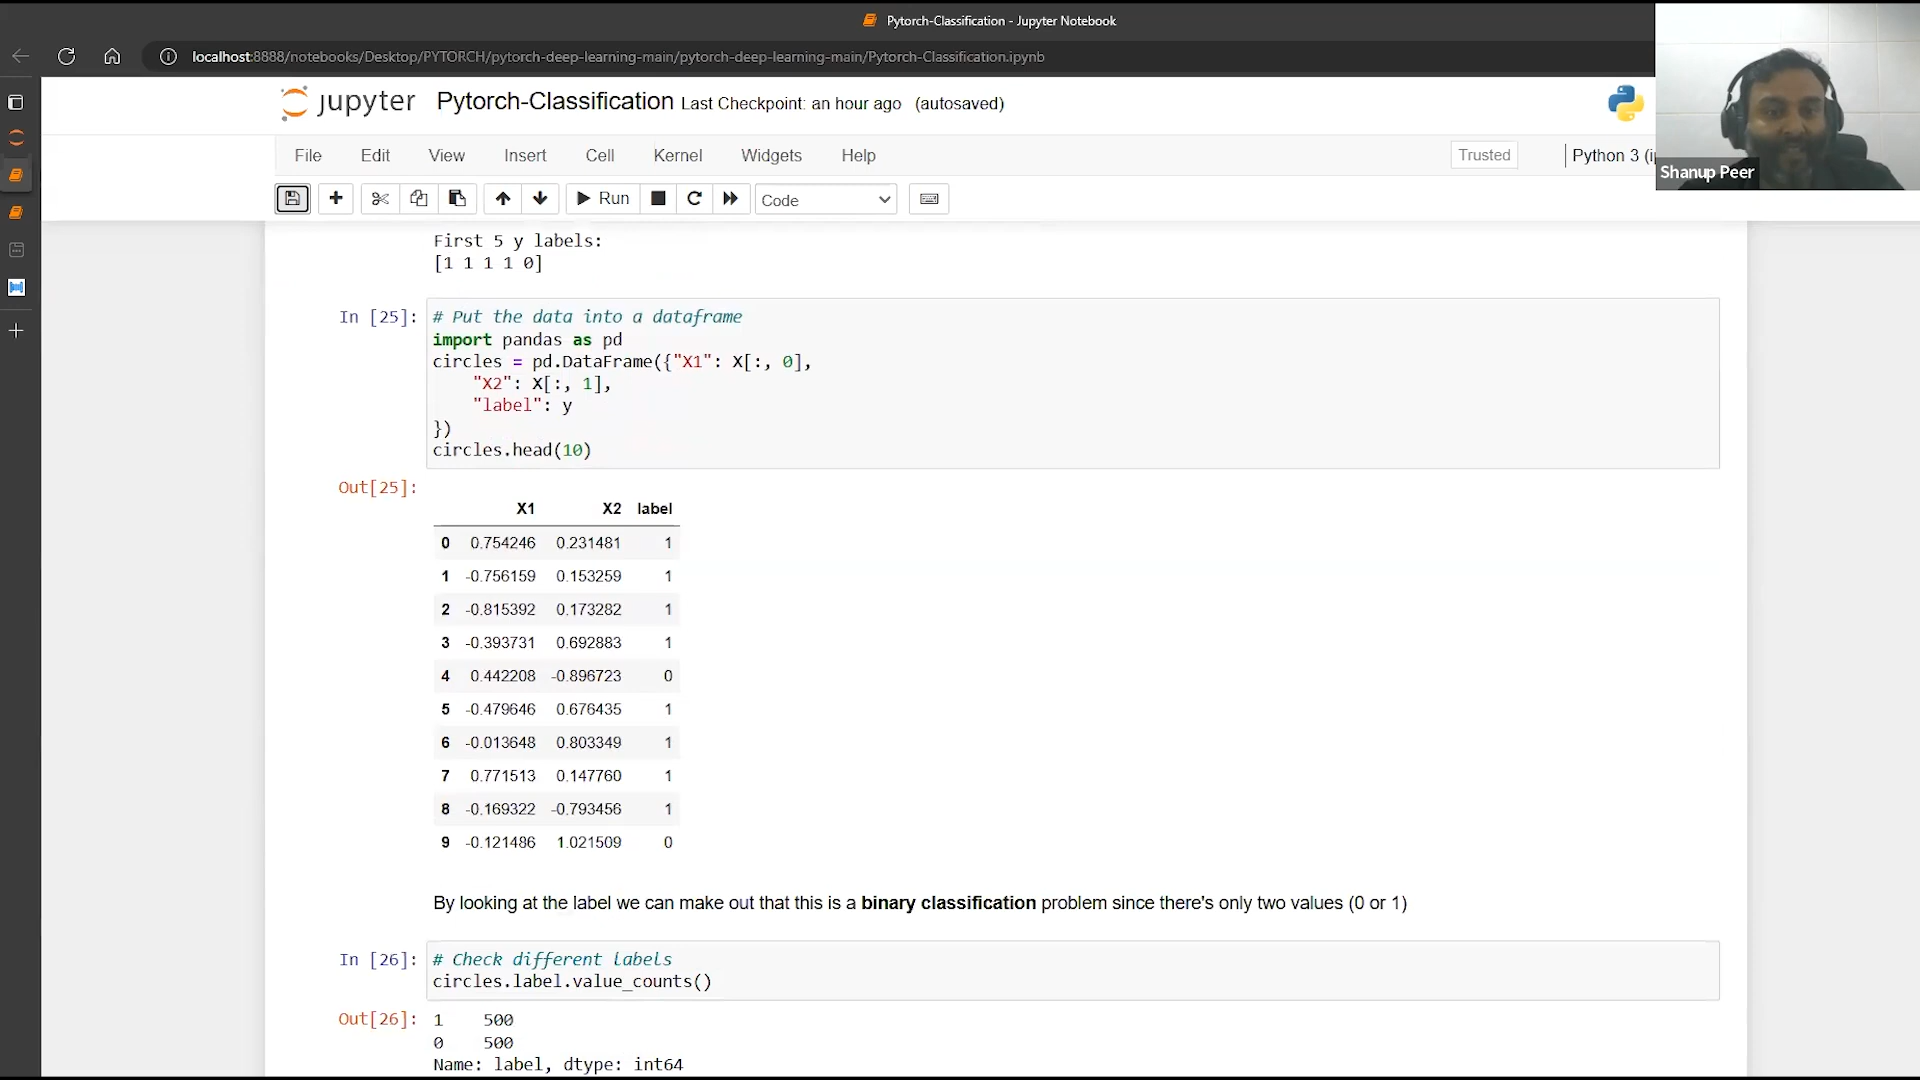 Pytorch-Classification - Jupyter Notebook
localhost:8888/notebooks/Desktop/PYTORCH/pytorch-deep-learning-main/pytorch-deep-learning-main/Pytorch-Classification.ipynb
jupyter Pytorch-Classification Last Checkpoint: an hour ago (autosaved)
File Edit View Insert Cell Kernel Widgets Help Trusted Python 3 (i
Shanup Peer
Run Code
First 5 y labels:
[1 1 1 1 0]
In [25]: # Put the data into a dataframe
import pandas as pd
circles = pd.DataFrame({"X1": X[:, 0],
"X2": X[:, 1],
"label": y
})
circles.head(10)
Out[25]:
X1 X2 label
0 0.754246 0.231481 1
1 -0.756159 0.153259 1
2 -0.815392 0.173282 1
3 -0.393731 0.692883 1
4 0.442208 -0.896723 0
5 -0.479646 0.676435 1
6 -0.013648 0.803349 1
7 0.771513 0.147760 1
8 -0.169322 -0.793456 1
9 -0.121486 1.021509 0
By looking at the label we can make out that this is a binary classification problem since there's only two values (0 or 1)
In [26]: # Check different labels
circles.label.value_counts()
Out[26]: 1 500
0 500
Name: label, dtype: int64